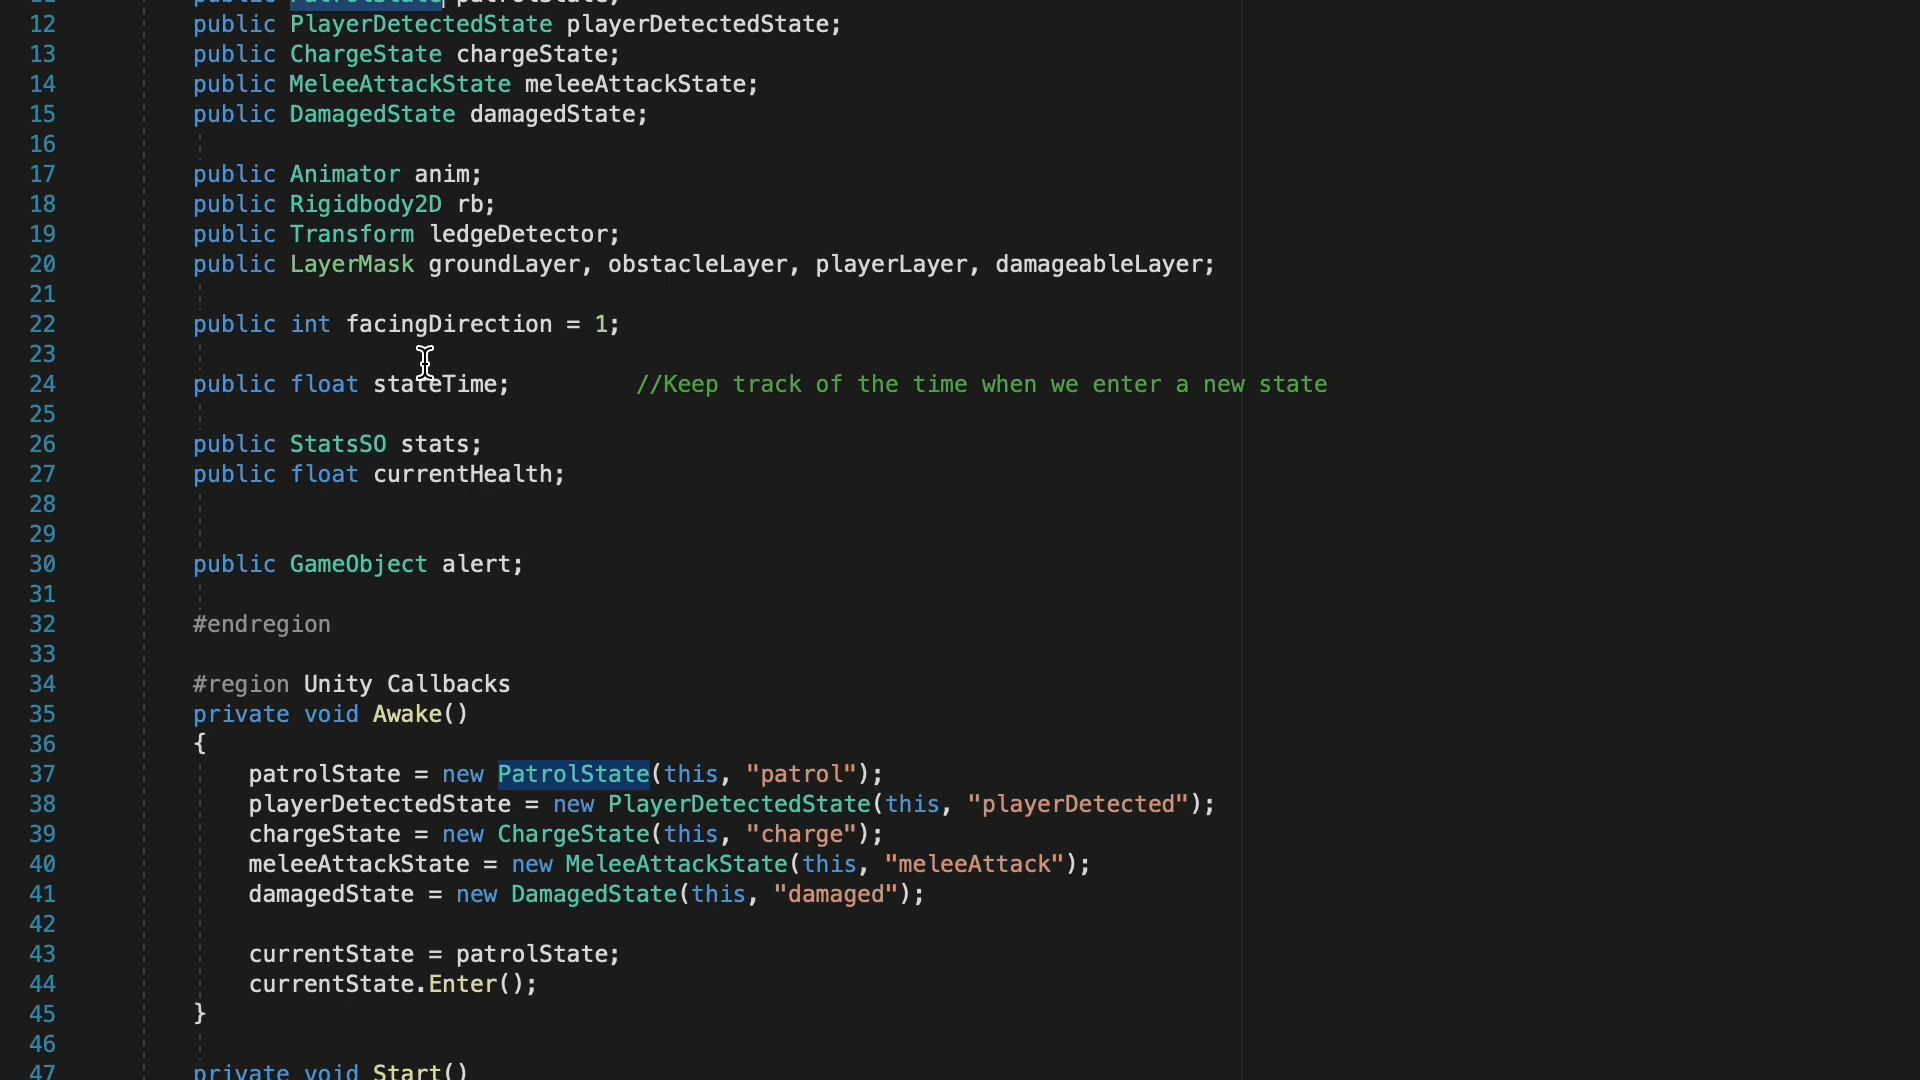 11 public PatrolState patrolState;
12 public PlayerDetectedState playerDetectedState;
13 public ChargeState chargeState;
14 public MeleeAttackState meleeAttackState;
15 public DamagedState damagedState;
16
17 public Animator anim;
18 public Rigidbody2D rb;
19 public Transform ledgeDetector;
20 public LayerMask groundLayer, obstacleLayer, playerLayer, damageableLayer;
21
22 public int facingDirection = 1;
23
24 public float stateTime; //Keep track of the time when we enter a new state
25
26 public StatsSO stats;
27 public float currentHealth;
28
29
30 public GameObject alert;
31
32 #endregion
33
34 #region Unity Callbacks
35 private void Awake()
36 {
37 patrolState = new PatrolState(this, "patrol");
38 playerDetectedState = new PlayerDetectedState(this, "playerDetected");
39 chargeState = new ChargeState(this, "charge");
40 meleeAttackState = new MeleeAttackState(this, "meleeAttack");
41 damagedState = new DamagedState(this, "damaged");
42
43 currentState = patrolState;
44 currentState.Enter();
45 }
46
47 private void Start()